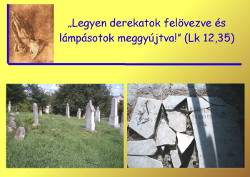 „Legyen derekatok felövezve és
lámpásotok meggyújtva!” (Lk 12,35)